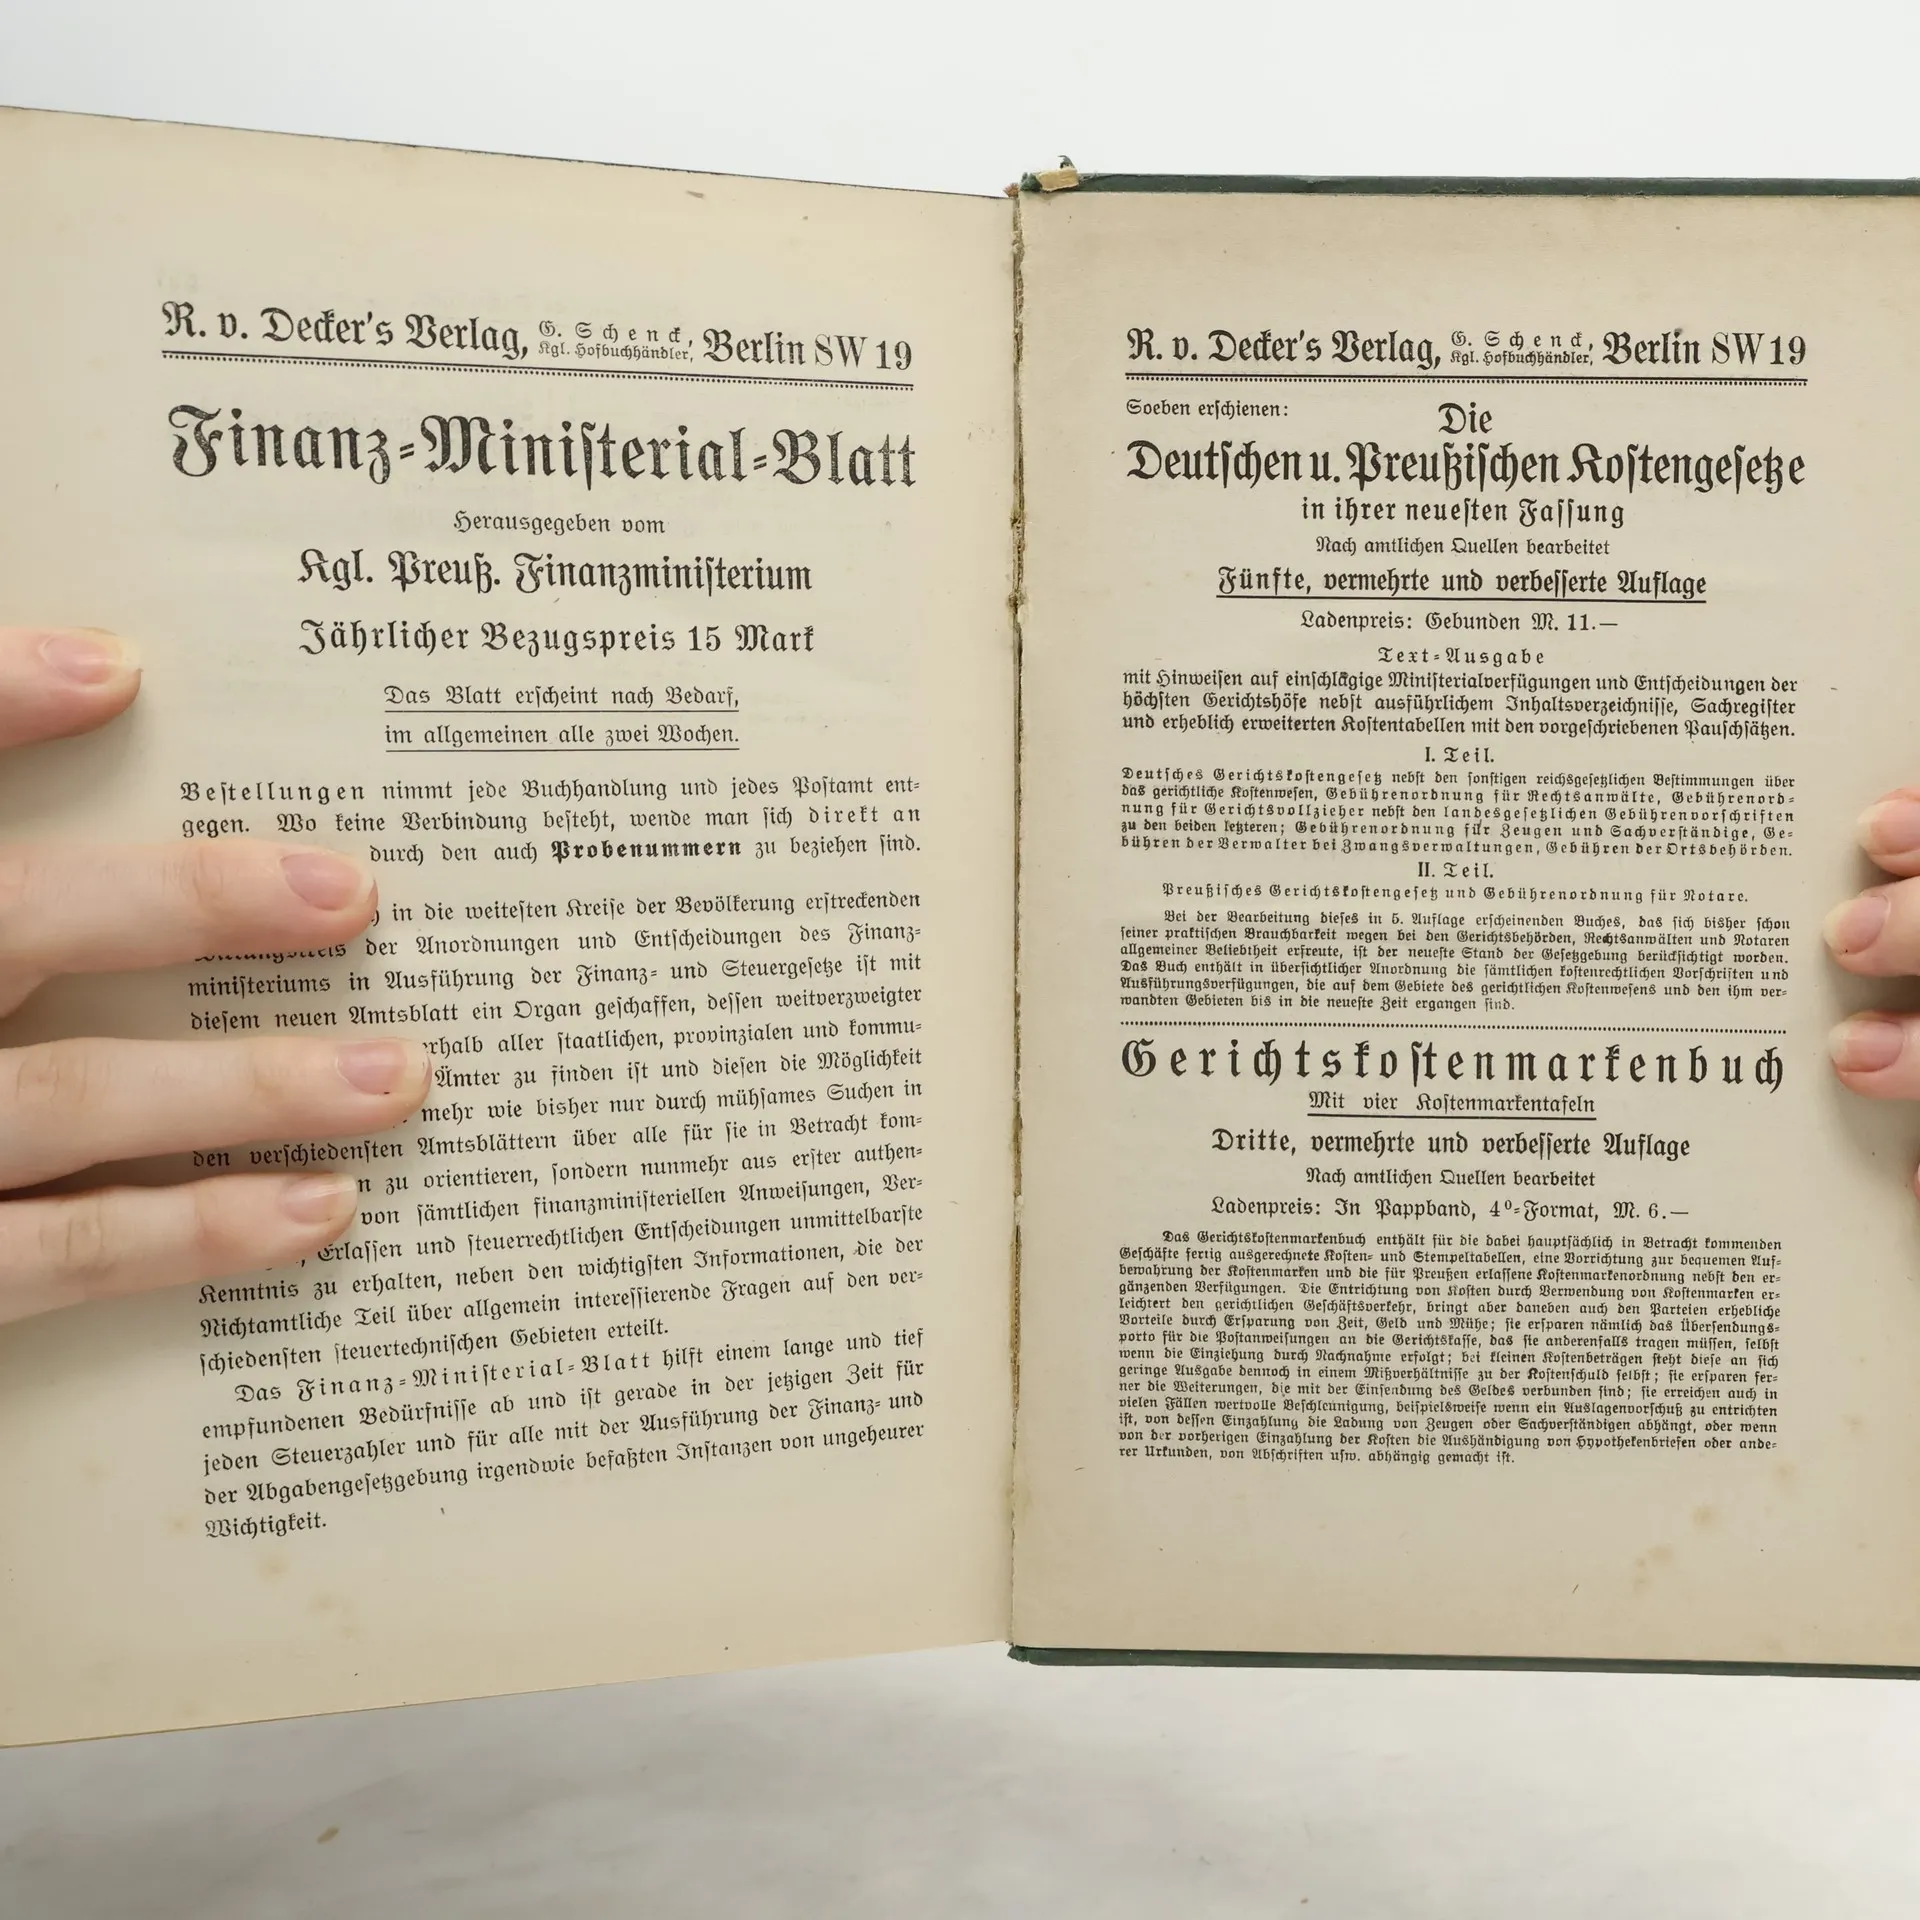 R. v. Decker's Verlag, G. Schenck, Kgl. Hofbuchhändler, Berlin SW 19
Finanz-Ministerial-Blatt
Herausgegeben vom
Kgl. Preuß. Finanzministerium
Jährlicher Bezugspreis 15 Mark
Das Blatt erscheint nach Bedarf,
im allgemeinen alle zwei Wochen.
Bestellungen nimmt jede Buchhandlung und jedes Postamt ent-
gegen. Wo keine Verbindung besteht, wende man sich direkt an
durch den auch Probenummern zu beziehen sind.
in die weitesten Kreise der Bevölkerung erstreckenden
der Anordnungen und Entscheidungen des Finanz-
ministeriums in Ausführung der Finanz- und Steuergesetze ist mit
diesem neuen Amtsblatt ein Organ geschaffen, dessen weitverzweigter
aller staatlichen, provinzialen und kommu-
Ämter zu finden ist und diesen die Möglichkeit
mehr wie bisher nur durch mühsames Suchen in
den verschiedensten Amtsblättern über alle für sie in Betracht kom-
zu orientieren, sondern nunmehr aus erster authen-
von sämtlichen finanzministeriellen Anweisungen, Ver-
Erlassen und steuerrechtlichen Entscheidungen unmittelbarste
Kenntnis zu erhalten, neben den wichtigsten Informationen, die der
Nichtamtliche Teil über allgemein interessierende Fragen auf den ver-
schiedensten steuertechnischen Gebieten erteilt.
Das Finanz-Ministerial-Blatt hilft einem lange und tief
empfundenen Bedürfnisse ab und ist gerade in der jetzigen Zeit für
jeden Steuerzahler und für alle mit der Ausführung der Finanz- und
der Abgabengesetzgebung irgendwie befaßten Instanzen von ungeheurer
Wichtigkeit.
R. v. Decker's Verlag, G. Schenck, Kgl. Hofbuchhändler, Berlin SW 19
Soeben erschienen:
Die
Deutschen u. Preußischen Kostengesetze
in ihrer neuesten Fassung
Nach amtlichen Quellen bearbeitet
Fünfte, vermehrte und verbesserte Auflage
Ladenpreis: Gebunden M. 11.—
Text-Ausgabe
mit Hinweisen auf einschlägige Ministerialverfügungen und Entscheidungen der
höchsten Gerichtshöfe nebst ausführlichem Inhaltsverzeichnisse, Sachregister
und erheblich erweiterten Kostentabellen mit den vorgeschriebenen Pauschsätzen.
I. Teil.
Deutsches Gerichtskostengesetz nebst den sonstigen reichsgesetzlichen Bestimmungen über
das gerichtliche Kostenwesen, Gebührenordnung für Rechtsanwälte, Gebührenord-
nung für Gerichtsvollzieher nebst den landesgesetzlichen Gebührenvorschriften
zu den beiden letzteren; Gebührenordnung für Zeugen und Sachverständige, Ge-
bühren der Verwalter bei Zwangsverwaltungen, Gebühren der Ortsbehörden.
II. Teil.
Preußisches Gerichtskostengesetz und Gebührenordnung für Notare.
Bei der Bearbeitung dieses in 5. Auflage erscheinenden Buches, das sich bisher schon
seiner praktischen Brauchbarkeit wegen bei den Gerichtsbehörden, Rechtsanwälten und Notaren
allgemeiner Beliebtheit erfreute, ist der neueste Stand der Gesetzgebung berücksichtigt worden.
Das Buch enthält in übersichtlicher Anordnung die sämtlichen kostenrechtlichen Vorschriften und
Ausführungsverfügungen, die auf dem Gebiete des gerichtlichen Kostenwesens und den ihm ver-
wandten Gebieten bis in die neueste Zeit ergangen sind.
Gerichtskostenmarkenbuch
Mit vier Kostenmarkentafeln
Dritte, vermehrte und verbesserte Auflage
Nach amtlichen Quellen bearbeitet
Ladenpreis: In Pappband, 4⁰-Format, M. 6.—
Das Gerichtskostenmarkenbuch enthält für die dabei hauptsächlich in Betracht kommenden
Geschäfte fertig ausgerechnete Kosten- und Stempeltabellen, eine Vorrichtung zur bequemen Auf-
bewahrung der Kostenmarken und die für Preußen erlassene Kostenmarkenordnung nebst den er-
gänzenden Verfügungen. Die Entrichtung von Kosten durch Verwendung von Kostenmarken er-
leichtert den gerichtlichen Geschäftsverkehr, bringt aber daneben auch den Parteien erhebliche
Vorteile durch Ersparung von Zeit, Geld und Mühe; sie ersparen nämlich das Übersendungs-
porto für die Postanweisungen an die Gerichtskasse, das sie anderenfalls tragen müssen, selbst
wenn die Einziehung durch Nachnahme erfolgt; bei kleinen Kostenbeträgen steht diese an sich
geringe Ausgabe dennoch in einem Mißverhältnisse zu der Kostenschuld selbst; sie ersparen fer-
ner die Weiterungen, die mit der Einsendung des Geldes verbunden sind; sie erreichen auch in
vielen Fällen wertvolle Beschleunigung, beispielsweise wenn ein Auslagenvorschuß zu entrichten
ist, von dessen Einzahlung die Ladung von Zeugen oder Sachverständigen abhängt, oder wenn
von der vorherigen Einzahlung der Kosten die Aushändigung von Hypothekenbriefen oder ande-
rer Urkunden, von Abschriften usw. abhängig gemacht ist.